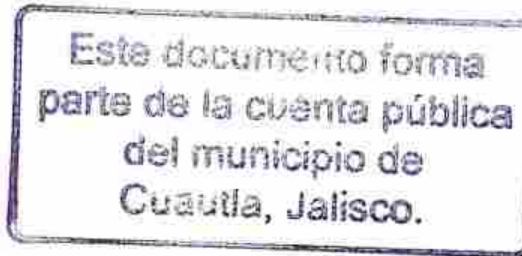 Este documento forma
parte de la cuenta pública
del municipio de
Cuautla, Jalisco.